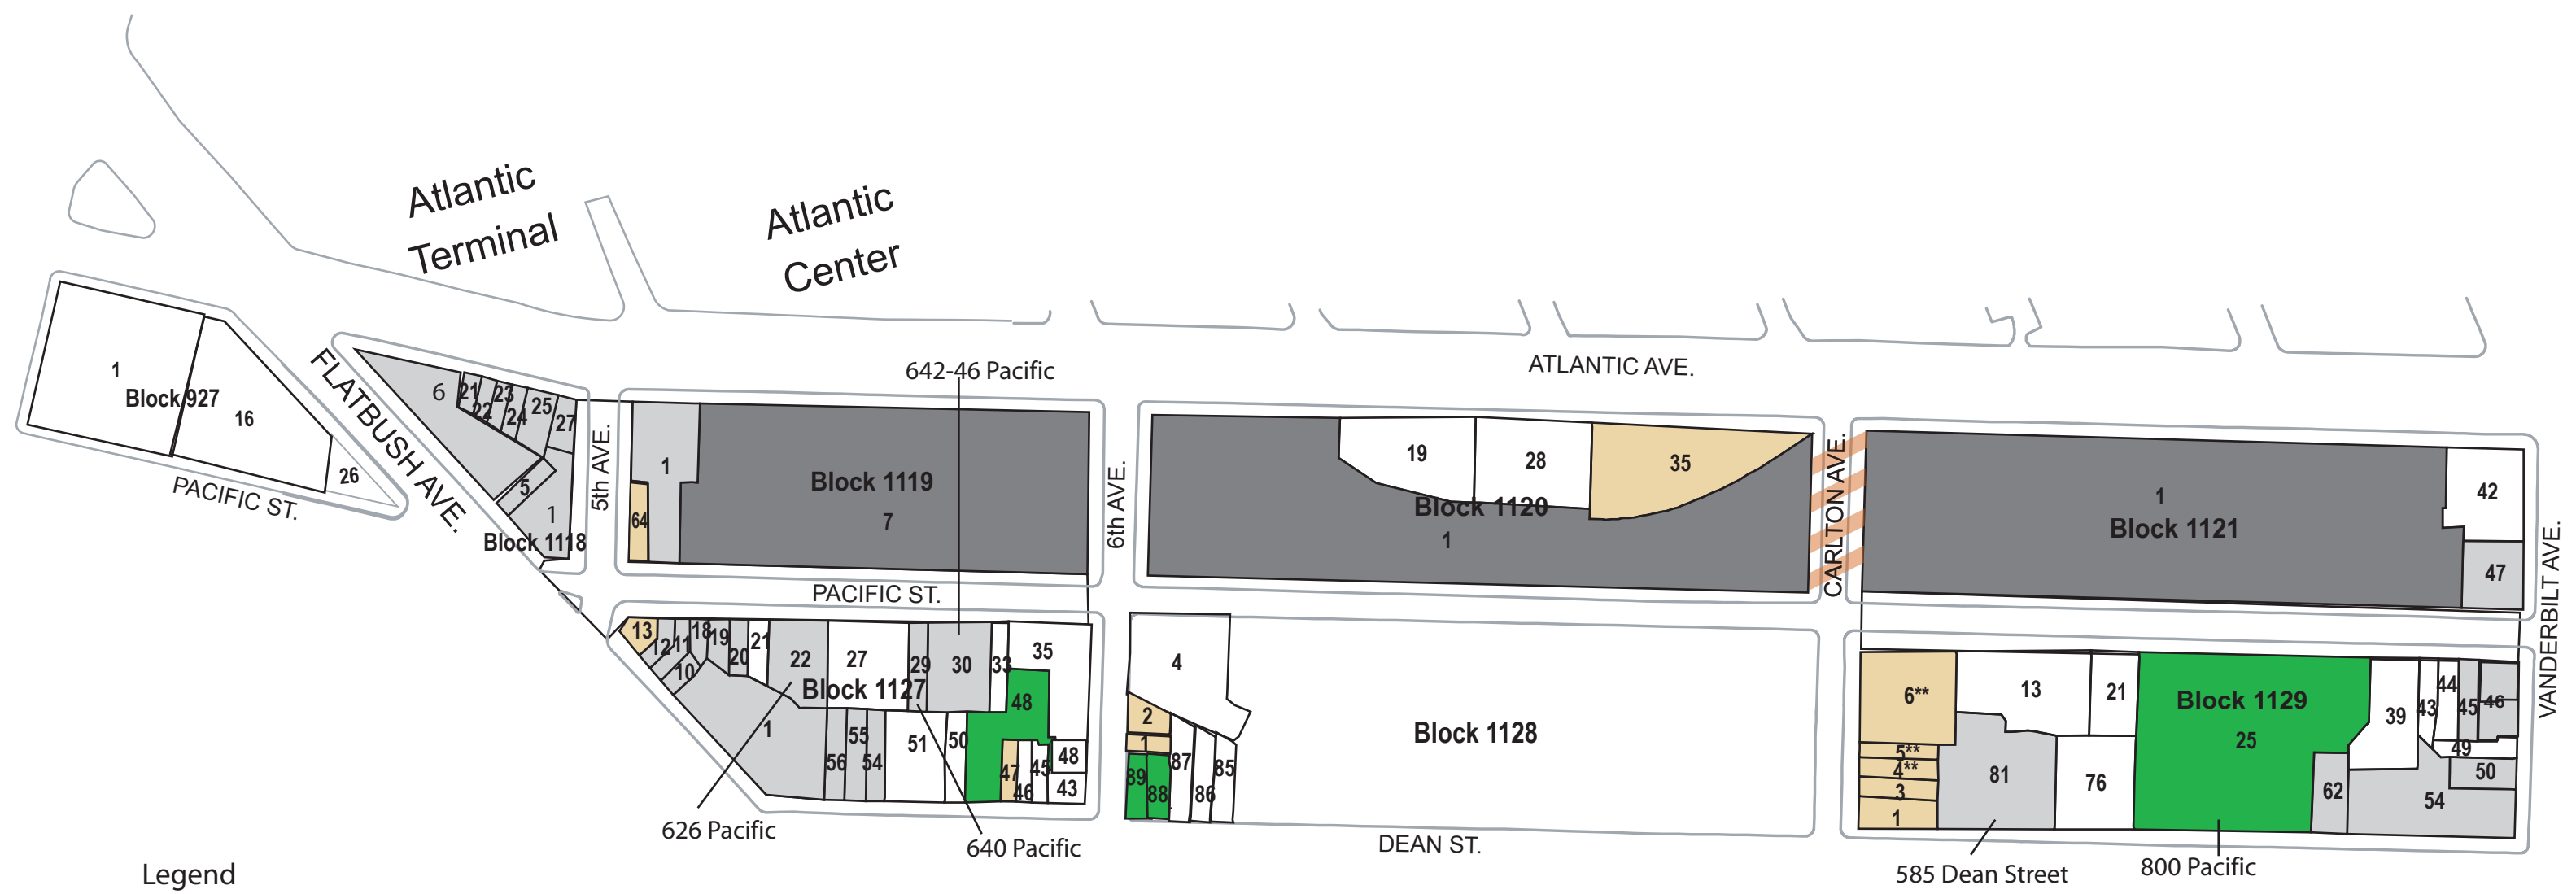 Atlantic
Terminal
Atlantic
Center
642-46 Pacific
ATLANTIC AVE.
1
Block 927
16
26
PACIFIC ST.
FLATBUSH AVE.
6
21
22
23
24
25
27
5
1
Block 1118
5th AVE.
1
64
Block 1119
7
6th AVE.
19
28
35
Block 1120
1
CARLTON AVE.
1
Block 1121
42
47
VANDERBILT AVE.
PACIFIC ST.
13
12
11
10
18
19
20
21
22
27
29
30
33
35
Block 1127
48
1
56
55
54
51
50
47
46
45
48
43
626 Pacific
640 Pacific
4
2
1
89
88
87
86
85
Block 1128
DEAN ST.
6**
5**
4**
3
1
13
21
81
76
Block 1129
25
62
39
43
44
45
46
49
50
54
585 Dean Street
800 Pacific
Legend